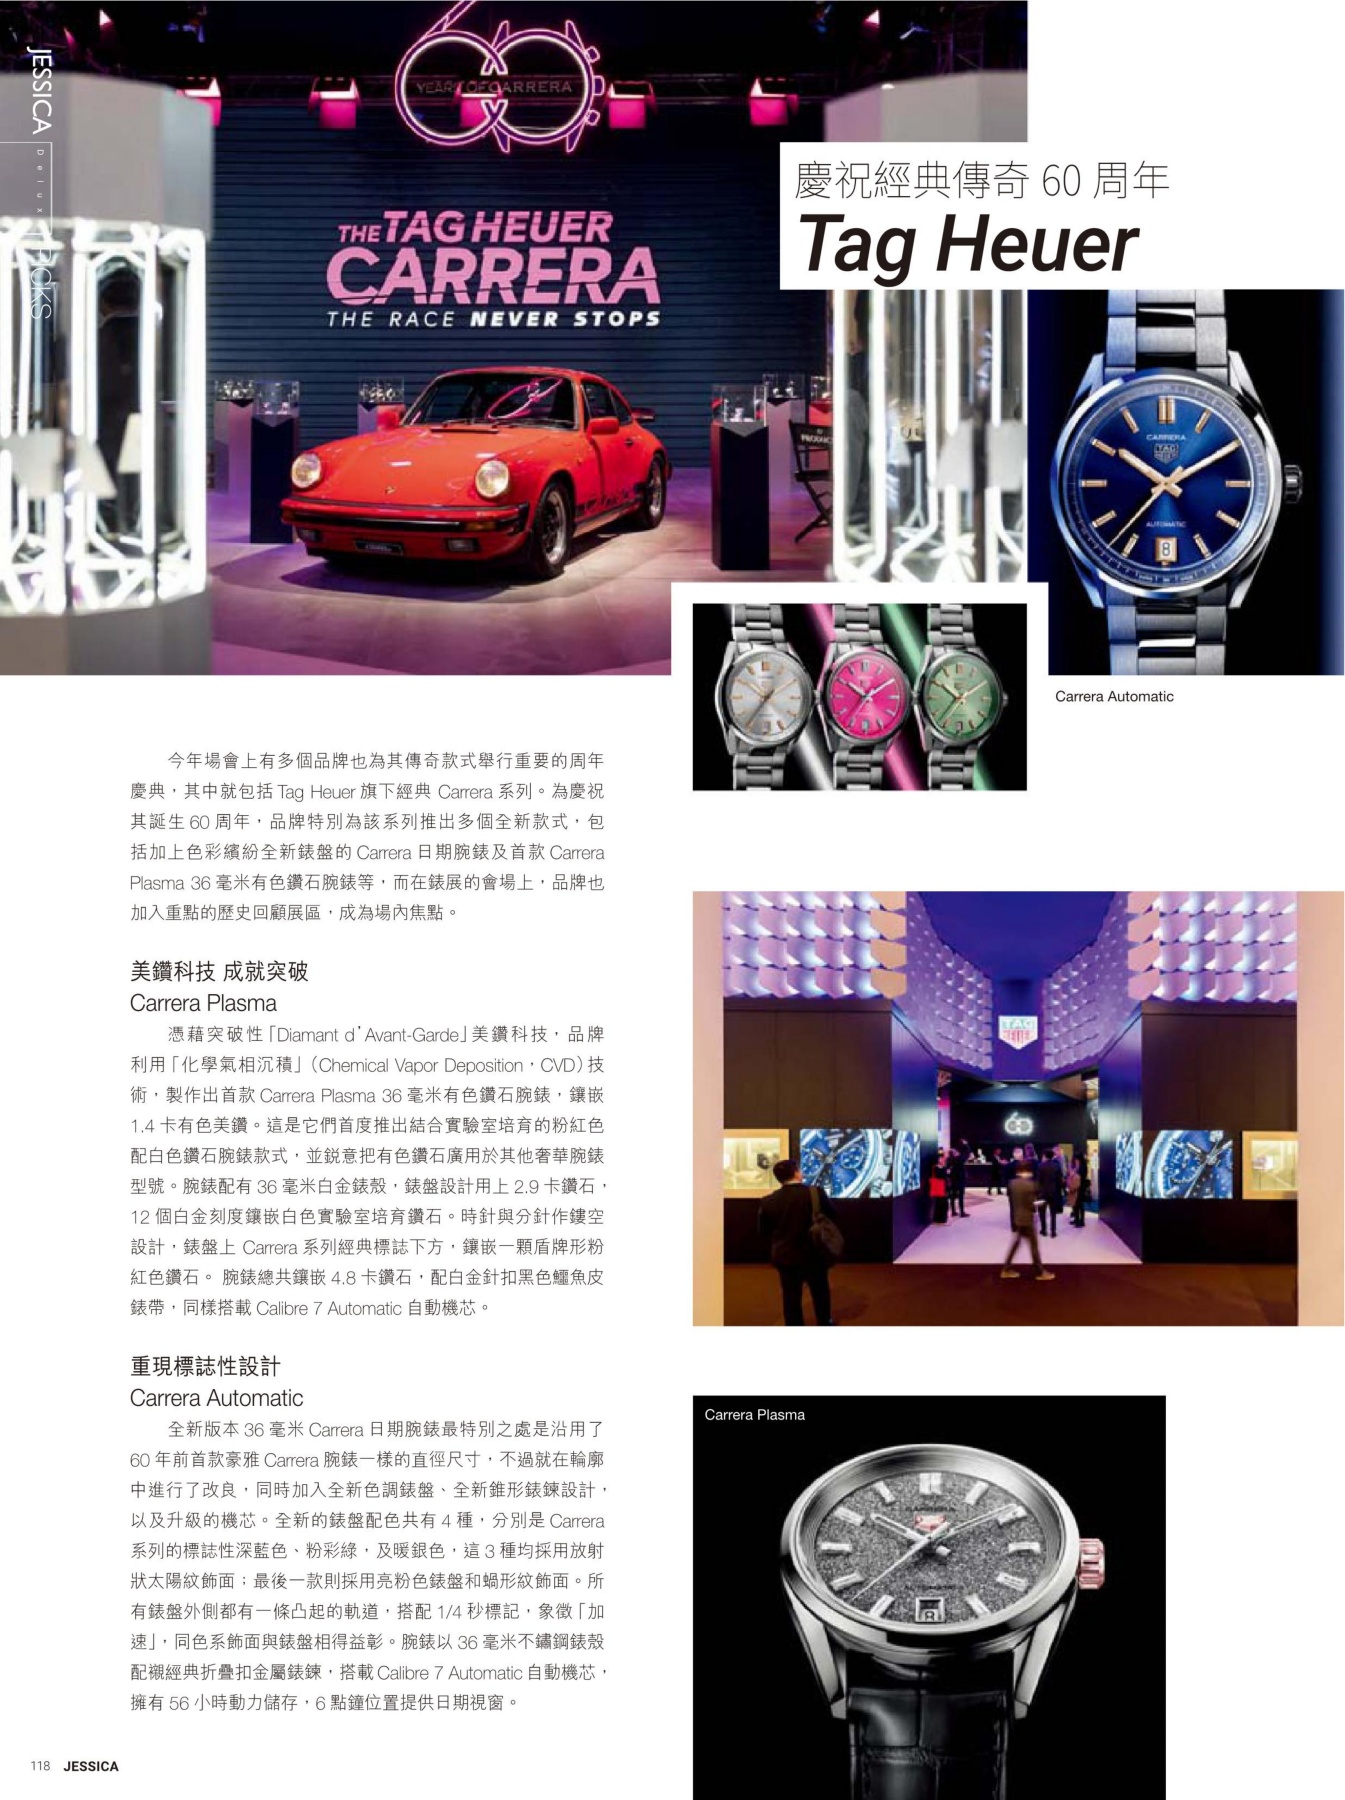 JESSICA
Deluxe
Picks
YEARS OF CARRERA
THE TAG HEUER
CARRERA
THE RACE NEVER STOPS
慶祝經典傳奇 60 周年
Tag Heuer
CARRERA
TAG
HEUER
AUTOMATIC
8
Carrera Automatic
今年場會上有多個品牌也為其傳奇款式舉行重要的周年
慶典，其中就包括 Tag Heuer 旗下經典 Carrera 系列。為慶祝
其誕生 60 周年，品牌特別為該系列推出多個全新款式，包
括加上色彩繽紛全新錶盤的 Carrera 日期腕錶及首款 Carrera
Plasma 36 毫米有色鑽石腕錶等，而在錶展的會場上，品牌也
加入重點的歷史回顧展區，成為場內焦點。
美鑽科技 成就突破
Carrera Plasma
憑藉突破性「Diamant d’Avant-Garde」美鑽科技，品牌
利用「化學氣相沉積」（Chemical Vapor Deposition，CVD）技
術，製作出首款 Carrera Plasma 36 毫米有色鑽石腕錶，鑲嵌
1.4 卡有色美鑽。這是它們首度推出結合實驗室培育的粉紅色
配白色鑽石腕錶款式，並銳意把有色鑽石廣用於其他奢華腕錶
型號。腕錶配有 36 毫米白金錶殼，錶盤設計用上 2.9 卡鑽石，
12 個白金刻度鑲嵌白色實驗室培育鑽石。時針與分針作鏤空
設計，錶盤上 Carrera 系列經典標誌下方，鑲嵌一顆盾牌形粉
紅色鑽石。 腕錶總共鑲嵌 4.8 卡鑽石，配白金針扣黑色鱷魚皮
錶帶，同樣搭載 Calibre 7 Automatic 自動機芯。
重現標誌性設計
Carrera Automatic
全新版本 36 毫米 Carrera 日期腕錶最特別之處是沿用了
60 年前首款豪雅 Carrera 腕錶一樣的直徑尺寸，不過就在輪廓
中進行了改良，同時加入全新色調錶盤、全新錐形錶鍊設計，
以及升級的機芯。全新的錶盤配色共有 4 種，分別是 Carrera
系列的標誌性深藍色、粉彩綠，及暖銀色，這 3 種均採用放射
狀太陽紋飾面；最後一款則採用亮粉色錶盤和蝸形紋飾面。所
有錶盤外側都有一條凸起的軌道，搭配 1/4 秒標記，象徵「加
速」，同色系飾面與錶盤相得益彰。腕錶以 36 毫米不鏽鋼錶殼
配襯經典折疊扣金屬錶鍊，搭載 Calibre 7 Automatic 自動機芯，
擁有 56 小時動力儲存，6 點鐘位置提供日期視窗。
TAG
HEUER
60
Carrera Plasma
CARRERA
AUTOMATIC
8
118 JESSICA